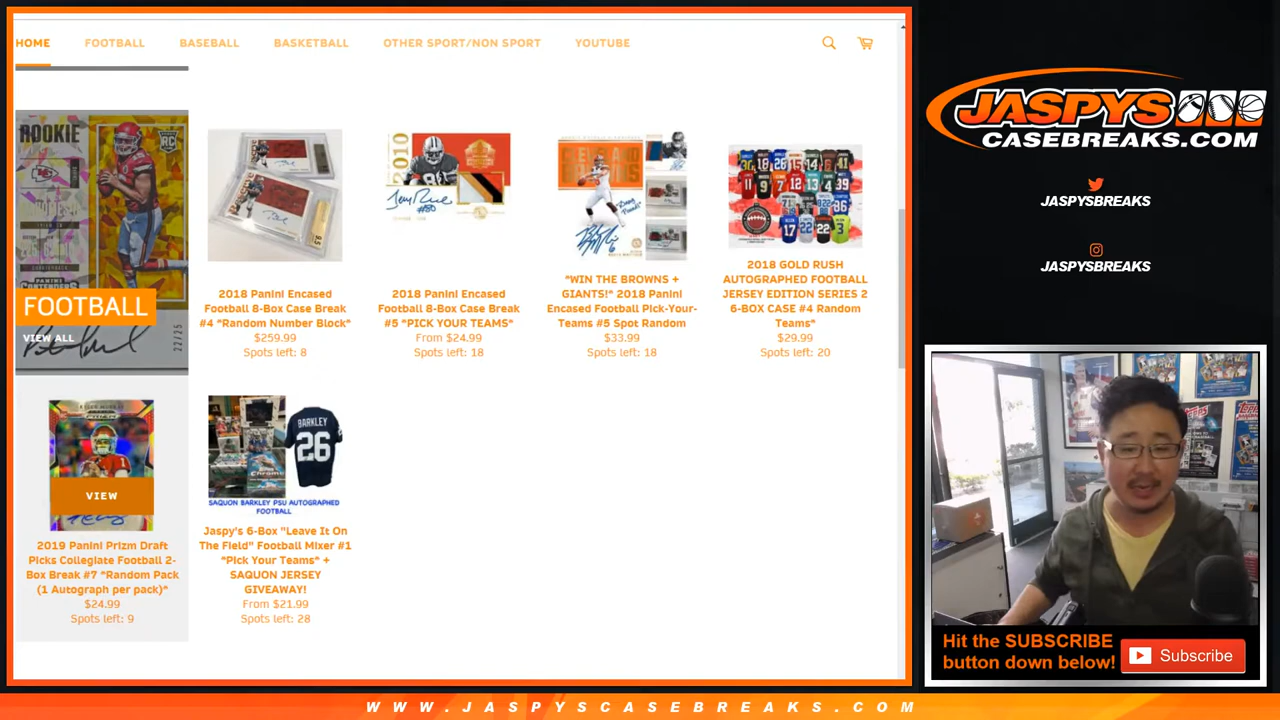 HOME
FOOTBALL
BASEBALL
BASKETBALL
OTHER SPORT/NON SPORT
YOUTUBE
ROOKIE
RC
FOOTBALL
VIEW ALL
22/25
2018 Panini Encased
Football 8-Box Case Break
#4 "Random Number Block"
$259.99
Spots left: 8
2010
Jerry Rice
#80
2018 Panini Encased
Football 8-Box Case Break
#5 "PICK YOUR TEAMS"
From $24.99
Spots left: 18
"WIN THE BROWNS +
GIANTS!" 2018 Panini
Encased Football Pick-Your-
Teams #5 Spot Random
$33.99
Spots left: 18
2018 GOLD RUSH
AUTOGRAPHED FOOTBALL
JERSEY EDITION SERIES 2
6-BOX CASE #4 Random
Teams"
$29.99
Spots left: 20
VIEW
2019 Panini Prizm Draft
Picks Collegiate Football 2-
Box Break #7 "Random Pack
(1 Autograph per pack)"
$24.99
Spots left: 9
BARKLEY
26
SAQUON BARKLEY PSU AUTOGRAPHED
FOOTBALL
Jaspy's 6-Box "Leave It On
The Field" Football Mixer #1
"Pick Your Teams" +
SAQUON JERSEY
GIVEAWAY!
From $21.99
Spots left: 28
JASPYS
CASEBREAKS.COM
JASPYSBREAKS
JASPYSBREAKS
Hit the SUBSCRIBE
button down below!
Subscribe
WWW.JASPYSCASEBREAKS.COM